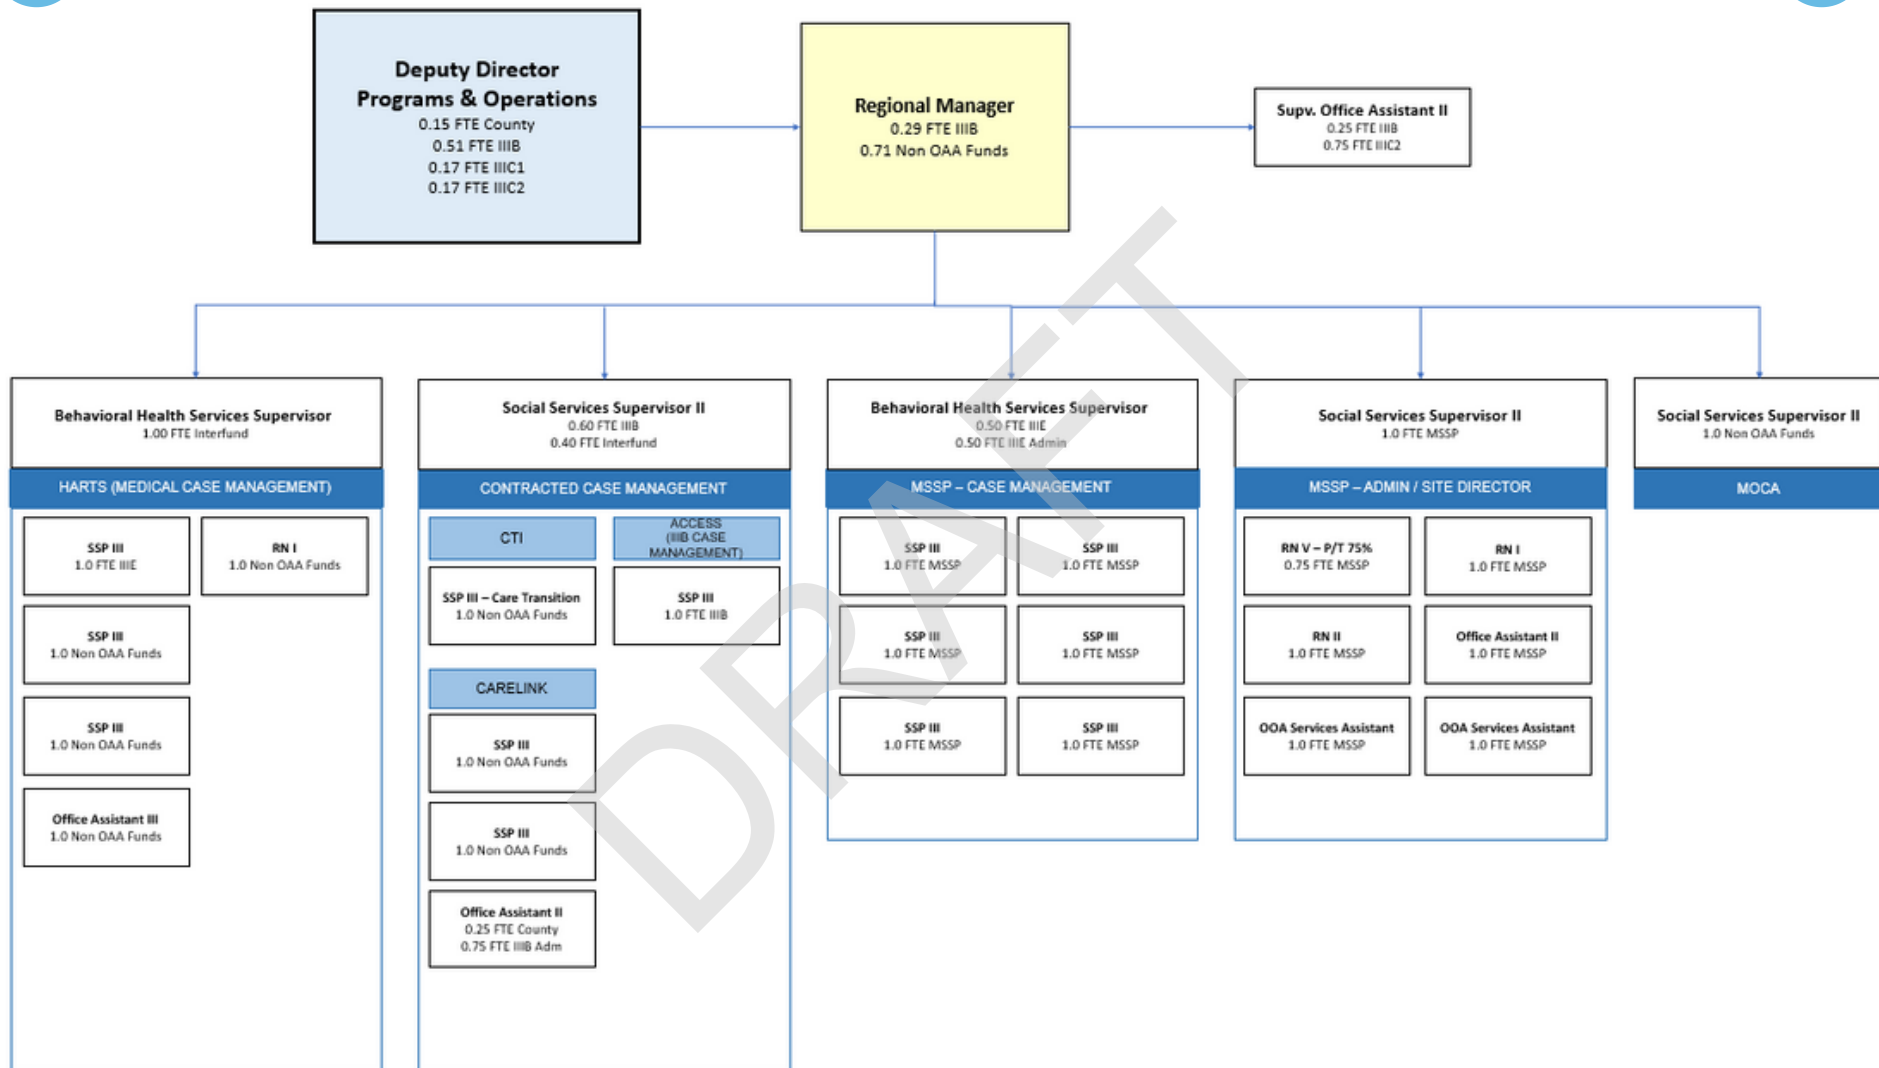 Deputy Director
Programs & Operations
0.15 FTE County
0.51 FTE IIIB
0.17 FTE IIIC1
0.17 FTE IIIC2
Regional Manager
0.29 FTE IIIB
0.71 Non OAA Funds
Supv. Office Assistant II
0.25 FTE IIIB
0.75 FTE IIIC2
Behavioral Health Services Supervisor
1.00 FTE Interfund
HARTS (MEDICAL CASE MANAGEMENT)
SSP III
1.0 FTE IIIE
RN I
1.0 Non OAA Funds
SSP III
1.0 Non OAA Funds
SSP III
1.0 Non OAA Funds
Office Assistant III
1.0 Non OAA Funds
Social Services Supervisor II
0.60 FTE IIIB
0.40 FTE Interfund
CONTRACTED CASE MANAGEMENT
CTI
SSP III – Care Transition
1.0 Non OAA Funds
ACCESS
(IIIB CASE
MANAGEMENT)
SSP III
1.0 FTE IIIB
CARELINK
SSP III
1.0 Non OAA Funds
SSP III
1.0 Non OAA Funds
Office Assistant II
0.25 FTE County
0.75 FTE IIIB Adm
Behavioral Health Services Supervisor
0.50 FTE IIIE
0.50 FTE IIIE Admin
MSSP – CASE MANAGEMENT
SSP III
1.0 FTE MSSP
SSP III
1.0 FTE MSSP
SSP III
1.0 FTE MSSP
SSP III
1.0 FTE MSSP
SSP III
1.0 FTE MSSP
SSP III
1.0 FTE MSSP
Social Services Supervisor II
1.0 FTE MSSP
MSSP – ADMIN / SITE DIRECTOR
RN V – P/T 75%
0.75 FTE MSSP
RN I
1.0 FTE MSSP
RN II
1.0 FTE MSSP
Office Assistant II
1.0 FTE MSSP
OOA Services Assistant
1.0 FTE MSSP
OOA Services Assistant
1.0 FTE MSSP
Social Services Supervisor II
1.0 Non OAA Funds
MOCA
DRAFT